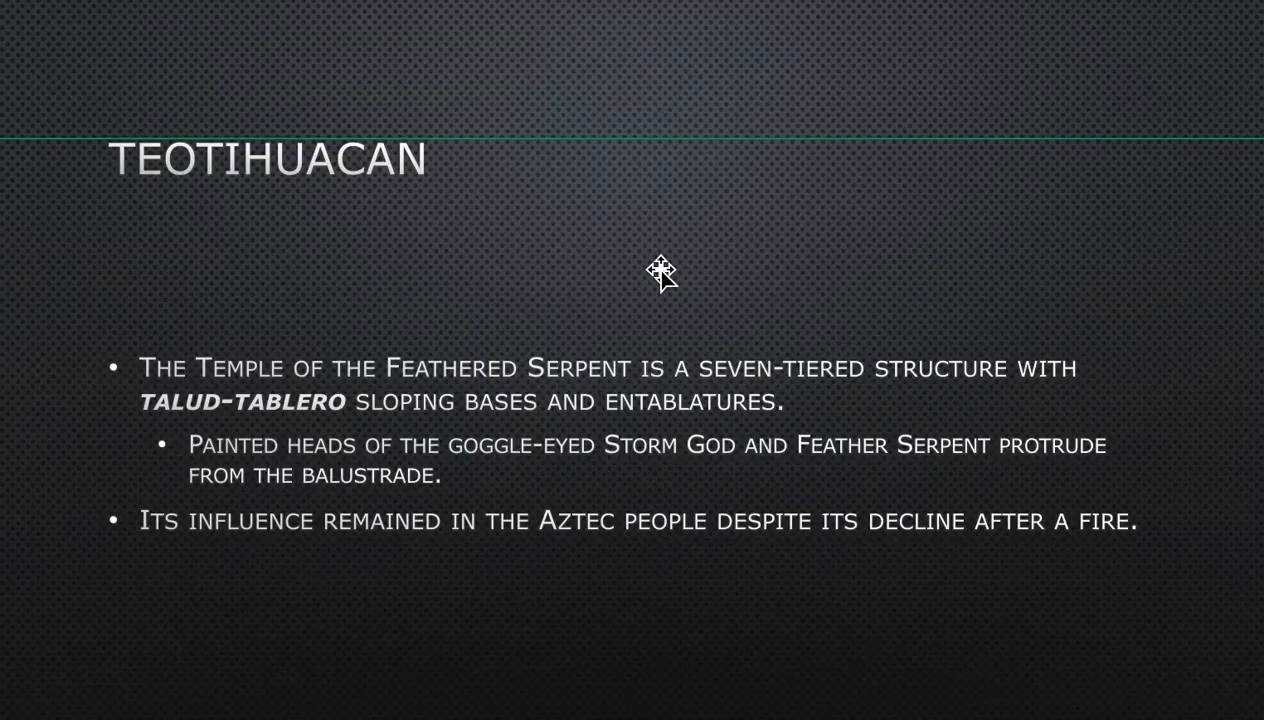 TEOTIHUACAN
• The Temple of the Feathered Serpent is a seven-tiered structure with
talud-tablero sloping bases and entablatures.
• Painted heads of the goggle-eyed Storm God and Feather Serpent protrude
from the balustrade.
• Its influence remained in the Aztec people despite its decline after a fire.